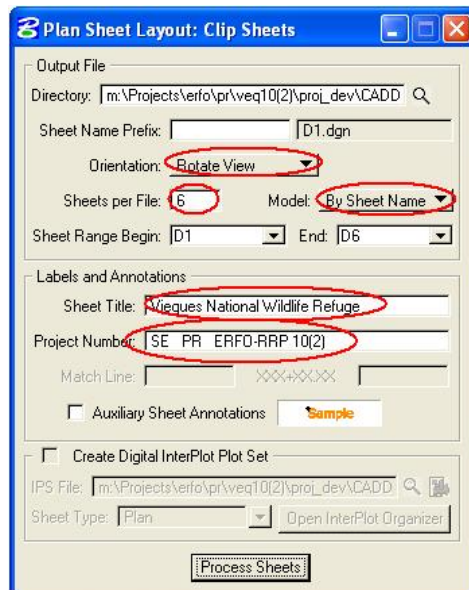 Plan Sheet Layout: Clip Sheets
Output File
Directory: m:\Projects\erfo\pr\veq10(2)\proj_dev\CADD
Sheet Name Prefix: D1.dgn
Orientation: Rotate View
Sheets per File: 6 Model: By Sheet Name
Sheet Range Begin: D1 End: D6
Labels and Annotations
Sheet Title: Vieques National Wildlife Refuge
Project Number: SE PR ERFO-RRP 10(2)
Match Line: XXX+XX.XX
Auxiliary Sheet Annotations Sample
Create Digital InterPlot Plot Set
IPS File: m:\Projects\erfo\pr\veq10(2)\proj_dev\CADD
Sheet Type: Plan Open InterPlot Organizer
Process Sheets